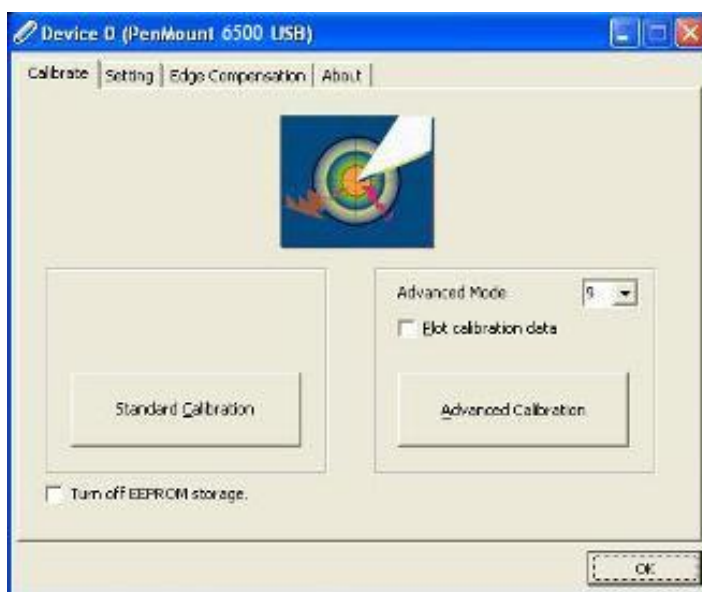 Device 0 (PenMount 6500 USB)
Calibrate Setting Edge Compensation About
Advanced Mode 9
Plot calibration data
Standard Calibration Advanced Calibration
Turn off EEPROM storage.
OK